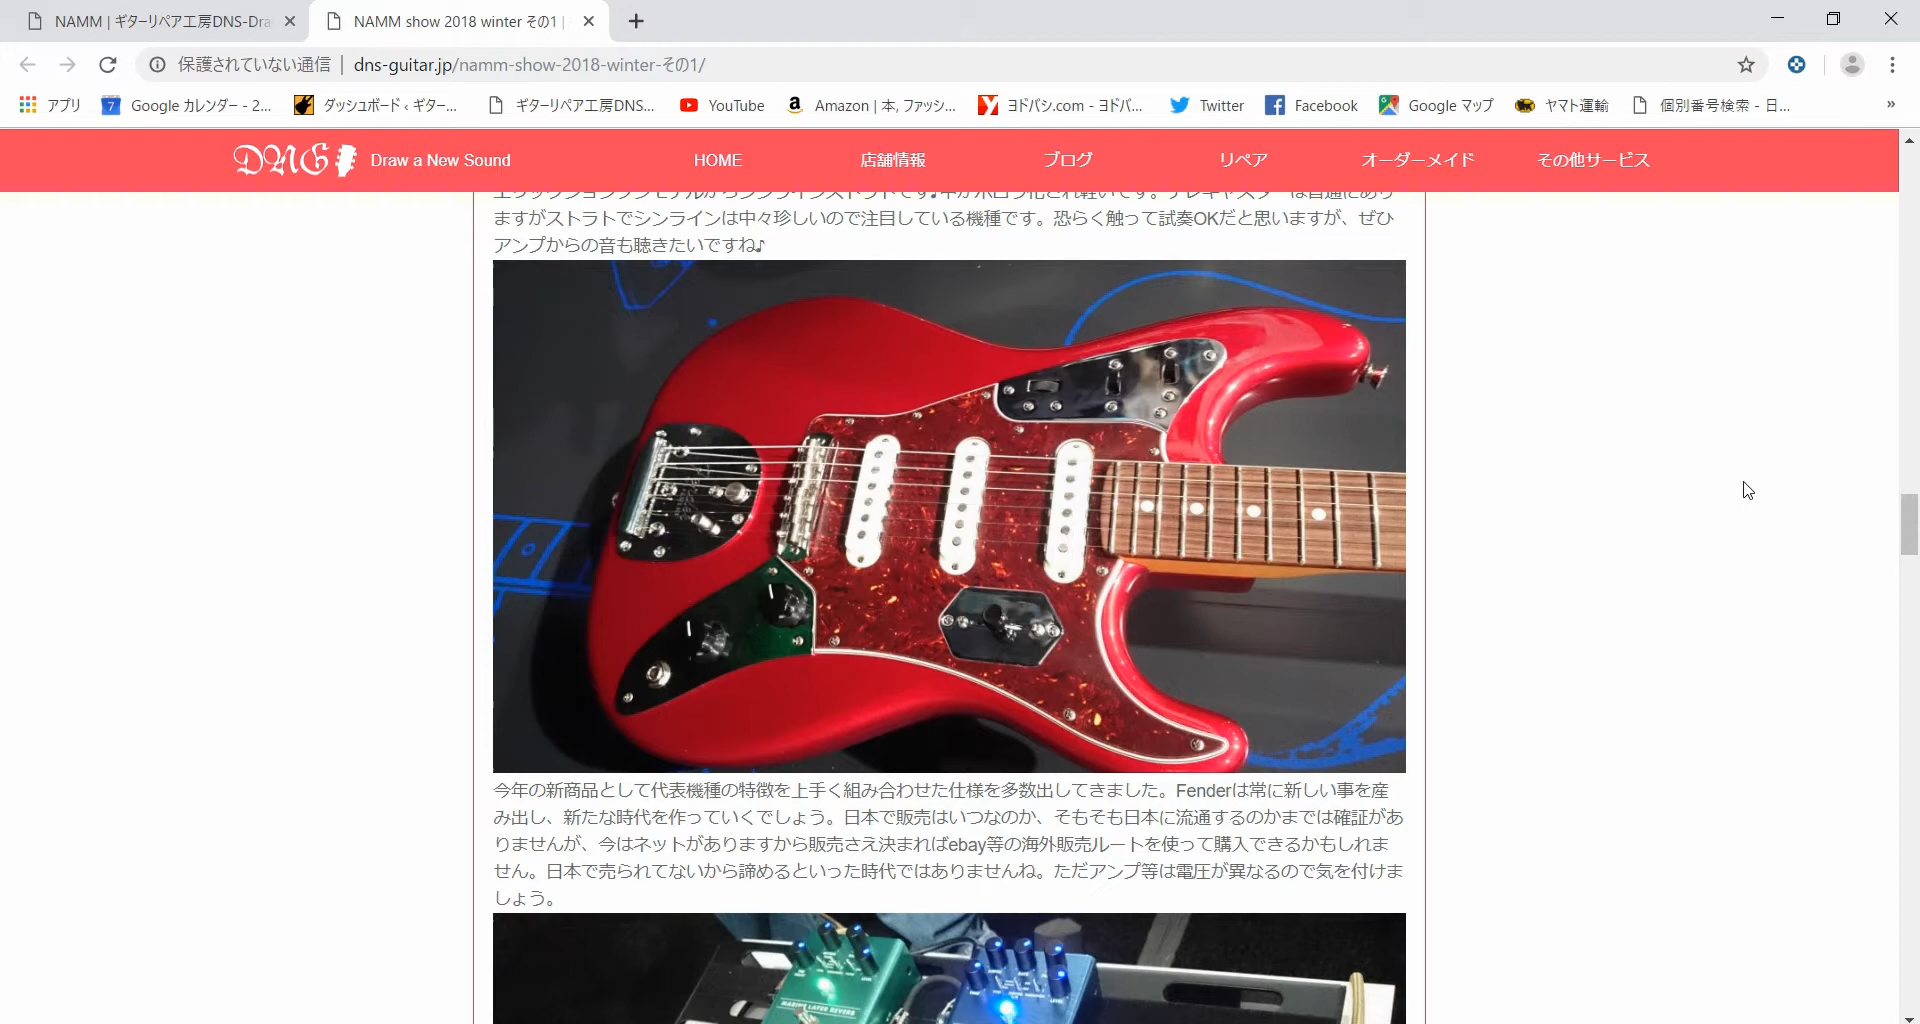 NAMM | ギターリペア工房DNS-Dra
NAMM show 2018 winter その1 |
保護されていない通信 | dns-guitar.jp/namm-show-2018-winter-その1/
アプリ
Google カレンダー - 2...
ダッシュボード ‹ ギター...
ギターリペア工房DNS...
YouTube
Amazon | 本, ファッシ...
ヨドバシ.com - ヨドバ...
Twitter
Facebook
Google マップ
ヤマト運輸
個別番号検索 - 日...
»
DNS Draw a New Sound
HOME
店舗情報
ブログ
リペア
オーダーメイド
その他サービス
ますがストラトでシンラインは中々珍しいので注目している機種です。恐らく触って試奏OKだと思いますが、ぜひ
アンプからの音も聴きたいですね♪
今年の新商品として代表機種の特徴を上手く組み合わせた仕様を多数出してきました。Fenderは常に新しい事を産
み出し、新たな時代を作っていくでしょう。日本で販売はいつなのか、そもそも日本に流通するのかまでは確証があ
りませんが、今はネットがありますから販売さえ決まればebay等の海外販売ルートを使って購入できるかもしれま
せん。日本で売られてないから諦めるといった時代ではありませんね。ただアンプ等は電圧が異なるので気を付けま
しょう。
MARINE LAYER REVERB